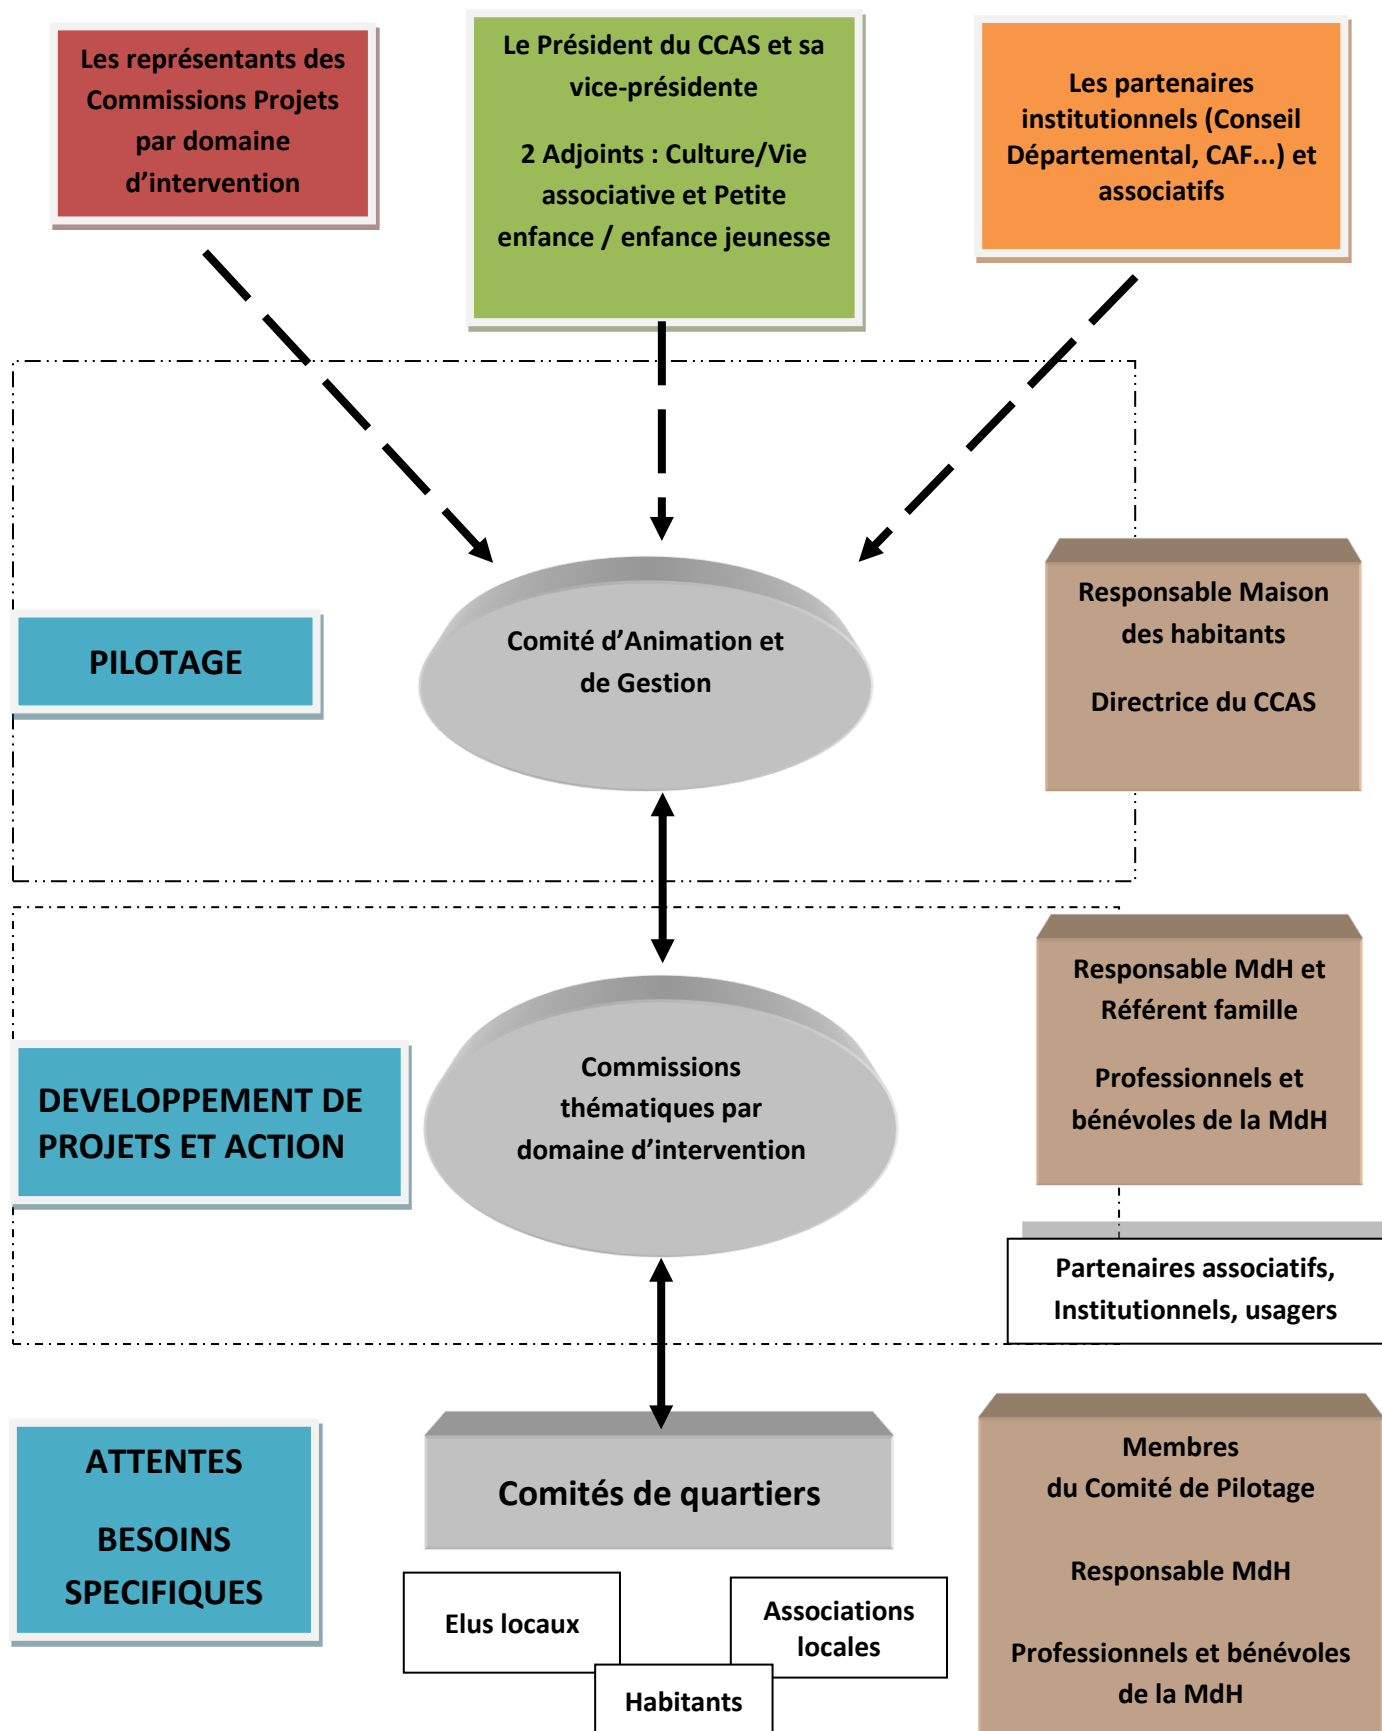 Les représentants des
Commissions Projets
par domaine
d’intervention
Le Président du CCAS et sa
vice-présidente
2 Adjoints : Culture/Vie
associative et Petite
enfance / enfance jeunesse
Les partenaires
institutionnels (Conseil
Départemental, CAF...) et
associatifs
PILOTAGE
Comité d’Animation et
de Gestion
Responsable Maison
des habitants
Directrice du CCAS
DEVELOPPEMENT DE
PROJETS ET ACTION
Commissions
thématiques par
domaine d’intervention
Responsable MdH et
Référent famille
Professionnels et
bénévoles de la MdH
Partenaires associatifs,
Institutionnels, usagers
ATTENTES
BESOINS
SPECIFIQUES
Comités de quartiers
Elus locaux
Associations
locales
Habitants
Membres
du Comité de Pilotage
Responsable MdH
Professionnels et bénévoles
de la MdH